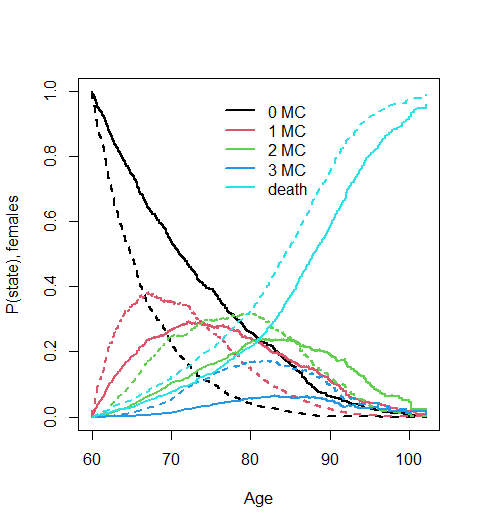 P(state), females
1.0
0.8
0.6
0.4
0.2
0.0
0 MC
1 MC
2 MC
3 MC
death
60 70 80 90 100
Age